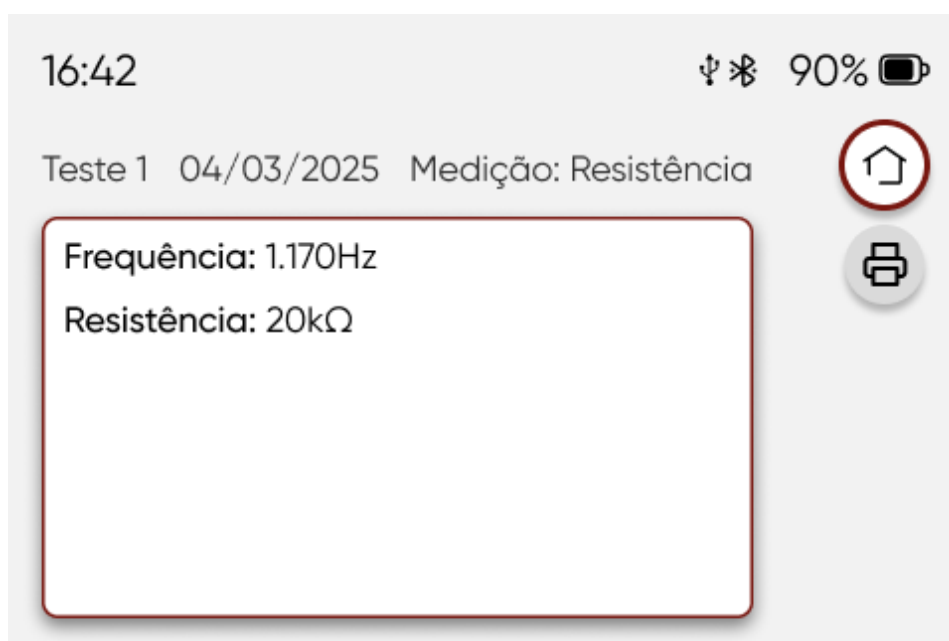 16:42 90%
Teste 1 04/03/2025 Medição: Resistência
Frequência: 1.170Hz
Resistência: 20kΩ